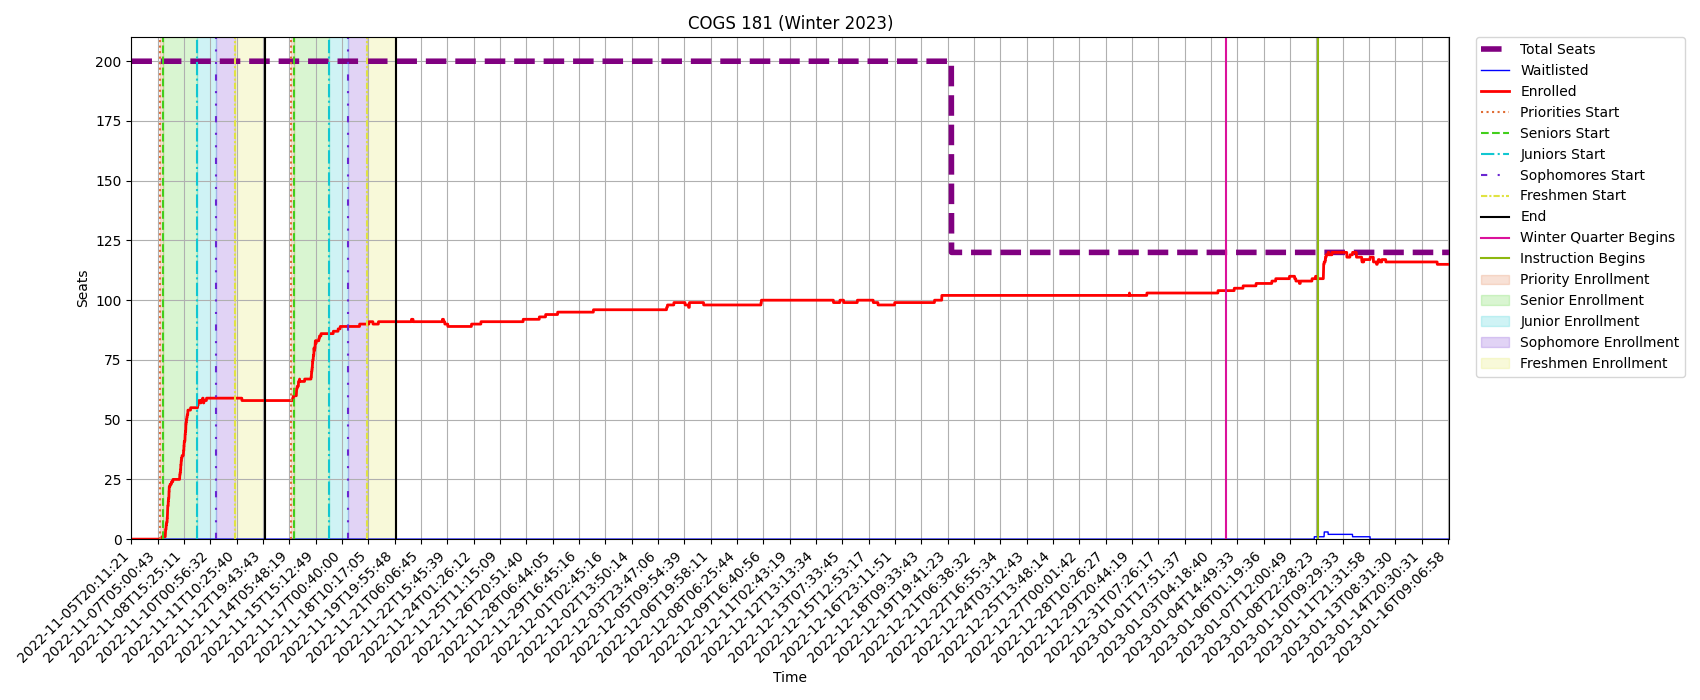 COGS 181 (Winter 2023)
Seats
200
175
150
125
100
75
50
25
0
2022-11-05T20:11:21
2022-11-07T05:00:43
2022-11-08T15:25:11
2022-11-10T00:56:32
2022-11-11T10:25:40
2022-11-12T19:43:43
2022-11-14T05:48:19
2022-11-15T15:12:49
2022-11-17T00:40:00
2022-11-18T10:17:05
2022-11-19T19:55:48
2022-11-21T06:06:45
2022-11-22T15:45:39
2022-11-24T01:26:12
2022-11-25T11:15:09
2022-11-26T20:51:40
2022-11-28T06:44:05
2022-11-29T16:45:16
2022-12-01T02:45:16
2022-12-02T13:50:14
2022-12-03T23:47:06
2022-12-05T09:54:39
2022-12-06T19:58:11
2022-12-08T06:25:44
2022-12-09T16:40:56
2022-12-11T02:43:19
2022-12-12T13:13:34
2022-12-13T07:33:45
2022-12-15T12:53:17
2022-12-16T23:11:51
2022-12-18T09:33:43
2022-12-19T19:41:23
2022-12-21T06:38:32
2022-12-22T16:55:34
2022-12-24T03:12:43
2022-12-25T13:48:14
2022-12-27T00:01:42
2022-12-28T10:26:27
2022-12-29T20:44:19
2022-12-31T07:26:17
2023-01-01T17:51:37
2023-01-03T04:18:40
2023-01-04T14:49:33
2023-01-06T01:19:36
2023-01-07T12:00:49
2023-01-08T22:28:23
2023-01-10T09:29:33
2023-01-11T21:31:58
2023-01-13T08:31:30
2023-01-14T20:30:31
2023-01-16T09:06:58
Time
Total Seats
Waitlisted
Enrolled
Priorities Start
Seniors Start
Juniors Start
Sophomores Start
Freshmen Start
End
Winter Quarter Begins
Instruction Begins
Priority Enrollment
Senior Enrollment
Junior Enrollment
Sophomore Enrollment
Freshmen Enrollment